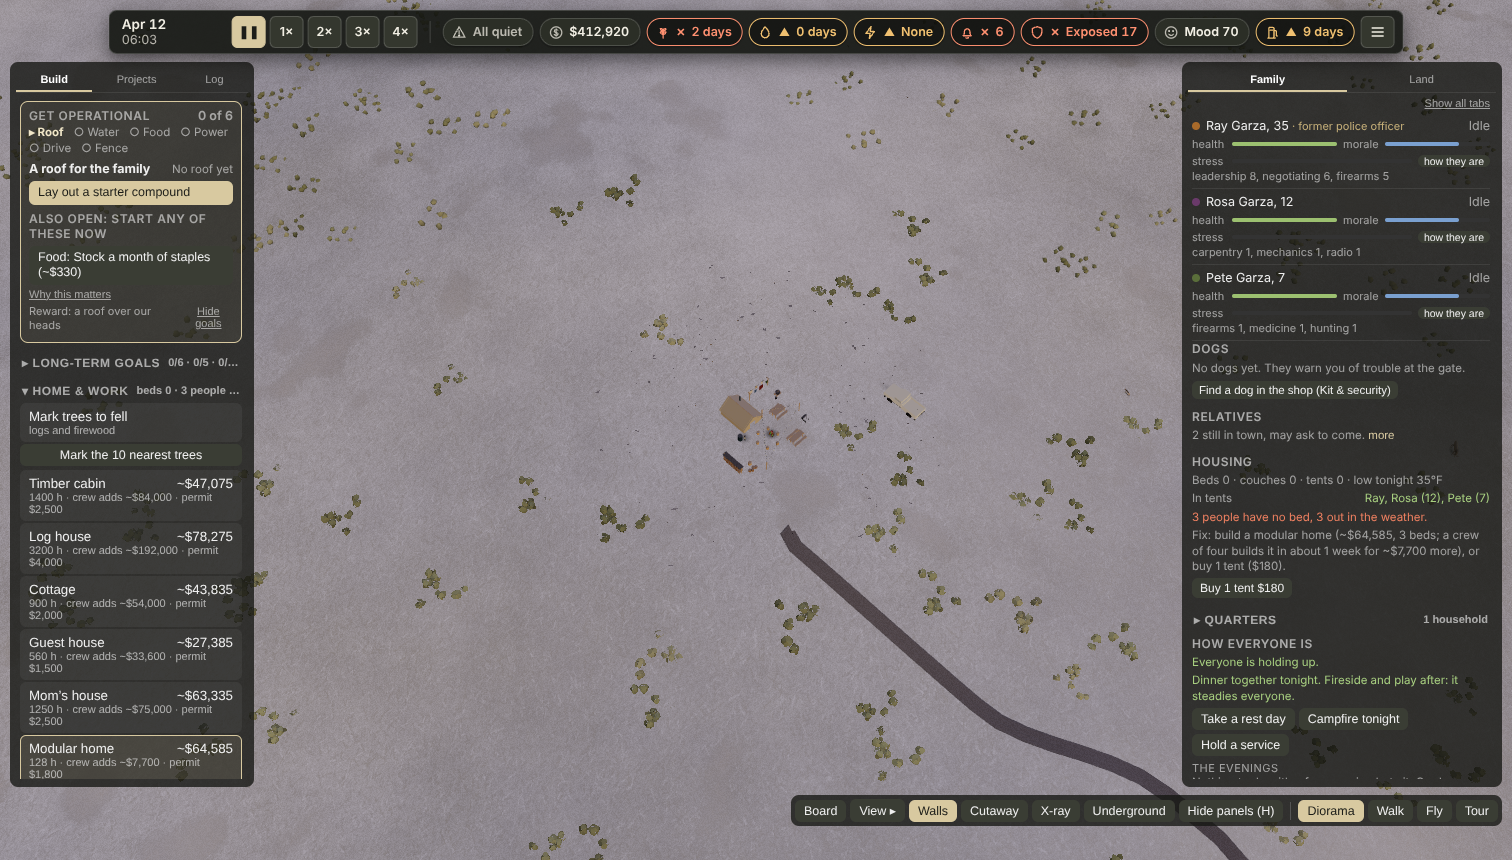 Apr 12
06:03
1×
2×
3×
4×
All quiet
$412,920
× 2 days
▲ 0 days
▲ None
× 6
× Exposed 17
Mood 70
▲ 9 days
Build
Projects
Log
GET OPERATIONAL 0 of 6
▸ Roof
Water
Food
Power
Drive
Fence
A roof for the family No roof yet
Lay out a starter compound
ALSO OPEN: START ANY OF
THESE NOW
Food: Stock a month of staples
(~$330)
Why this matters
Reward: a roof over our
heads
Hide
goals
▸ LONG-TERM GOALS 0/6 · 0/5 · 0/...
▾ HOME & WORK beds 0 · 3 people ...
Mark trees to fell
logs and firewood
Mark the 10 nearest trees
Timber cabin ~$47,075
1400 h · crew adds ~$84,000 · permit
$2,500
Log house ~$78,275
3200 h · crew adds ~$192,000 · permit
$4,000
Cottage ~$43,835
900 h · crew adds ~$54,000 · permit
$2,000
Guest house ~$27,385
560 h · crew adds ~$33,600 · permit
$1,500
Mom's house ~$63,335
1250 h · crew adds ~$75,000 · permit
$2,500
Modular home ~$64,585
128 h · crew adds ~$7,700 · permit
$1,800
Family
Land
Show all tabs
Ray Garza, 35 · former police officer Idle
health
morale
stress
how they are
leadership 8, negotiating 6, firearms 5
Rosa Garza, 12 Idle
health
morale
stress
how they are
carpentry 1, mechanics 1, radio 1
Pete Garza, 7 Idle
health
morale
stress
how they are
firearms 1, medicine 1, hunting 1
DOGS
No dogs yet. They warn you of trouble at the gate.
Find a dog in the shop (Kit & security)
RELATIVES
2 still in town, may ask to come. more
HOUSING
Beds 0 · couches 0 · tents 0 · low tonight 35°F
In tents Ray, Rosa (12), Pete (7)
3 people have no bed, 3 out in the weather.
Fix: build a modular home (~$64,585, 3 beds; a crew
of four builds it in about 1 week for ~$7,700 more), or
buy 1 tent ($180).
Buy 1 tent $180
▸ QUARTERS 1 household
HOW EVERYONE IS
Everyone is holding up.
Dinner together tonight. Fireside and play after: it
steadies everyone.
Take a rest day
Campfire tonight
Hold a service
THE EVENINGS
Board
View ▸
Walls
Cutaway
X-ray
Underground
Hide panels (H)
Diorama
Walk
Fly
Tour